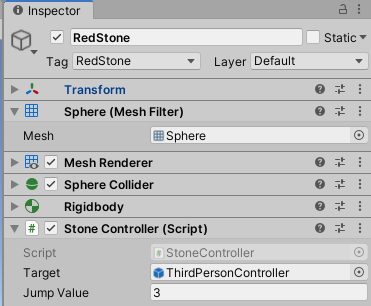 Inspector
RedStone Static
Tag RedStone Layer Default
Transform
Sphere (Mesh Filter)
Mesh Sphere
Mesh Renderer
Sphere Collider
Rigidbody
# Stone Controller (Script)
Script # StoneController
Target ThirdPersonController
Jump Value 3